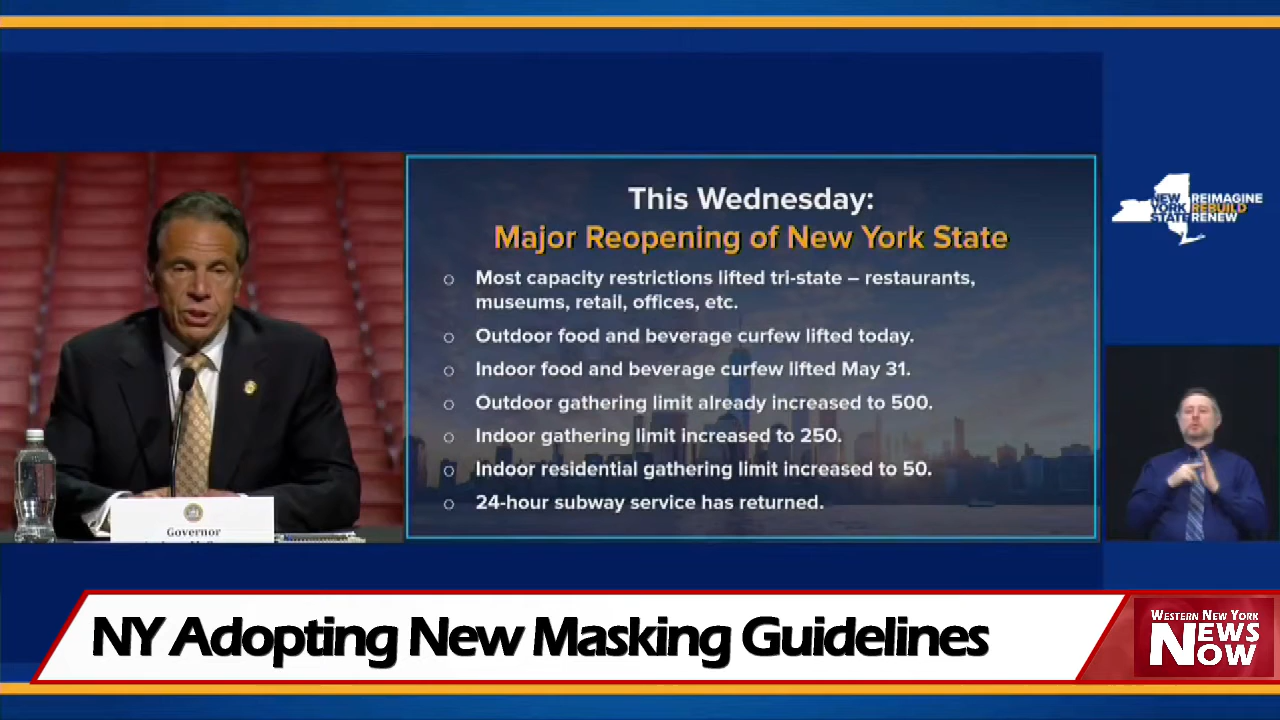 This Wednesday:
Major Reopening of New York State
Most capacity restrictions lifted tri-state – restaurants,
museums, retail, offices, etc.
Outdoor food and beverage curfew lifted today.
Indoor food and beverage curfew lifted May 31.
Outdoor gathering limit already increased to 500.
Indoor gathering limit increased to 250.
Indoor residential gathering limit increased to 50.
24-hour subway service has returned.
NEW
YORK
STATE
REIMAGINE
REBUILD
RENEW
Governor
NY Adopting New Masking Guidelines
WESTERN NEW YORK
NEWS
NOW